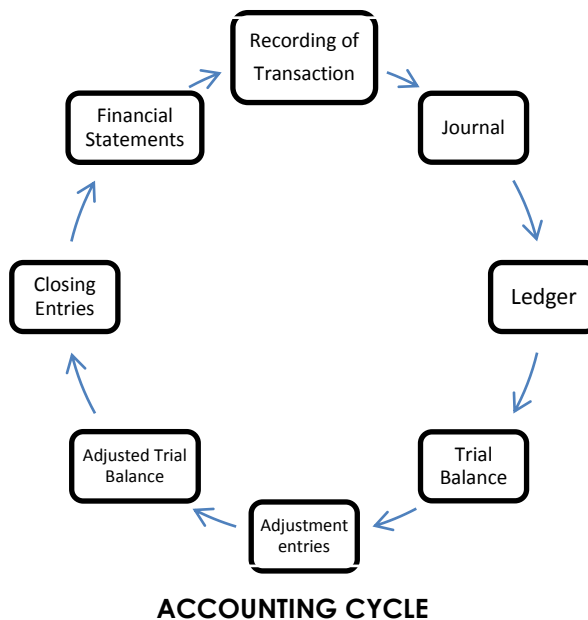 Recording of
Transaction
Journal
Ledger
Trial
Balance
Adjustment
entries
Adjusted Trial
Balance
Closing
Entries
Financial
Statements
ACCOUNTING CYCLE